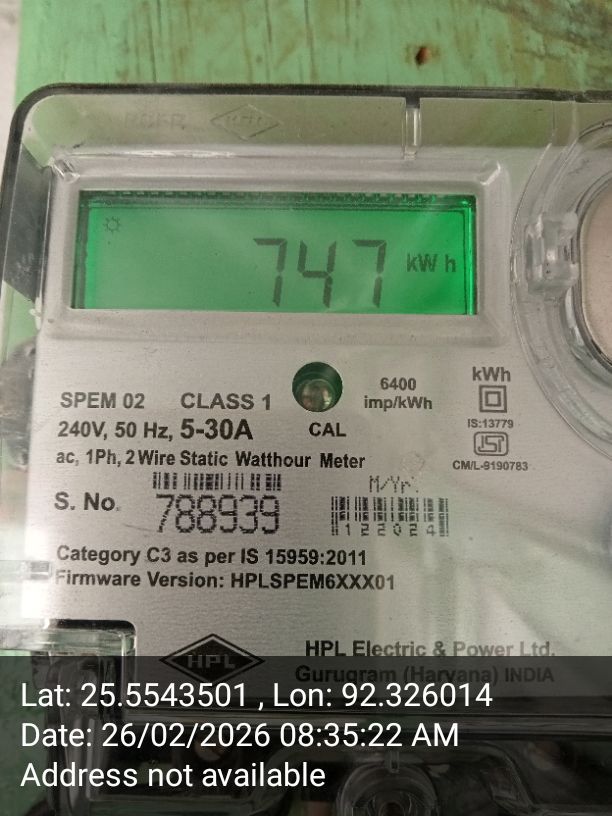 HPL
747 kWh
SPEM 02 CLASS 1
6400
imp/kWh
kWh
240V, 50 Hz, 5-30A
CAL
IS:13779
ISI
CM/L-9190783
ac, 1Ph, 2 Wire Static Watthour Meter
M/Yr.
S. No. 788939
122024
Category C3 as per IS 15959:2011
Firmware Version: HPLSPEM6XXX01
HPL
HPL Electric & Power Ltd.
Gurugram (Haryana) INDIA
Lat: 25.5543501 , Lon: 92.326014
Date: 26/02/2026 08:35:22 AM
Address not available